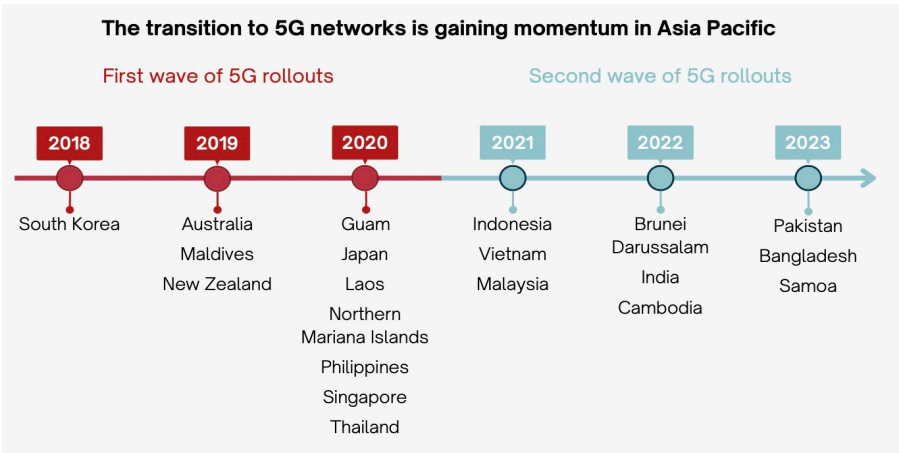 The transition to 5G networks is gaining momentum in Asia Pacific
First wave of 5G rollouts
Second wave of 5G rollouts
2018
South Korea
2019
Australia
Maldives
New Zealand
2020
Guam
Japan
Laos
Northern
Mariana Islands
Philippines
Singapore
Thailand
2021
Indonesia
Vietnam
Malaysia
2022
Brunei
Darussalam
India
Cambodia
2023
Pakistan
Bangladesh
Samoa